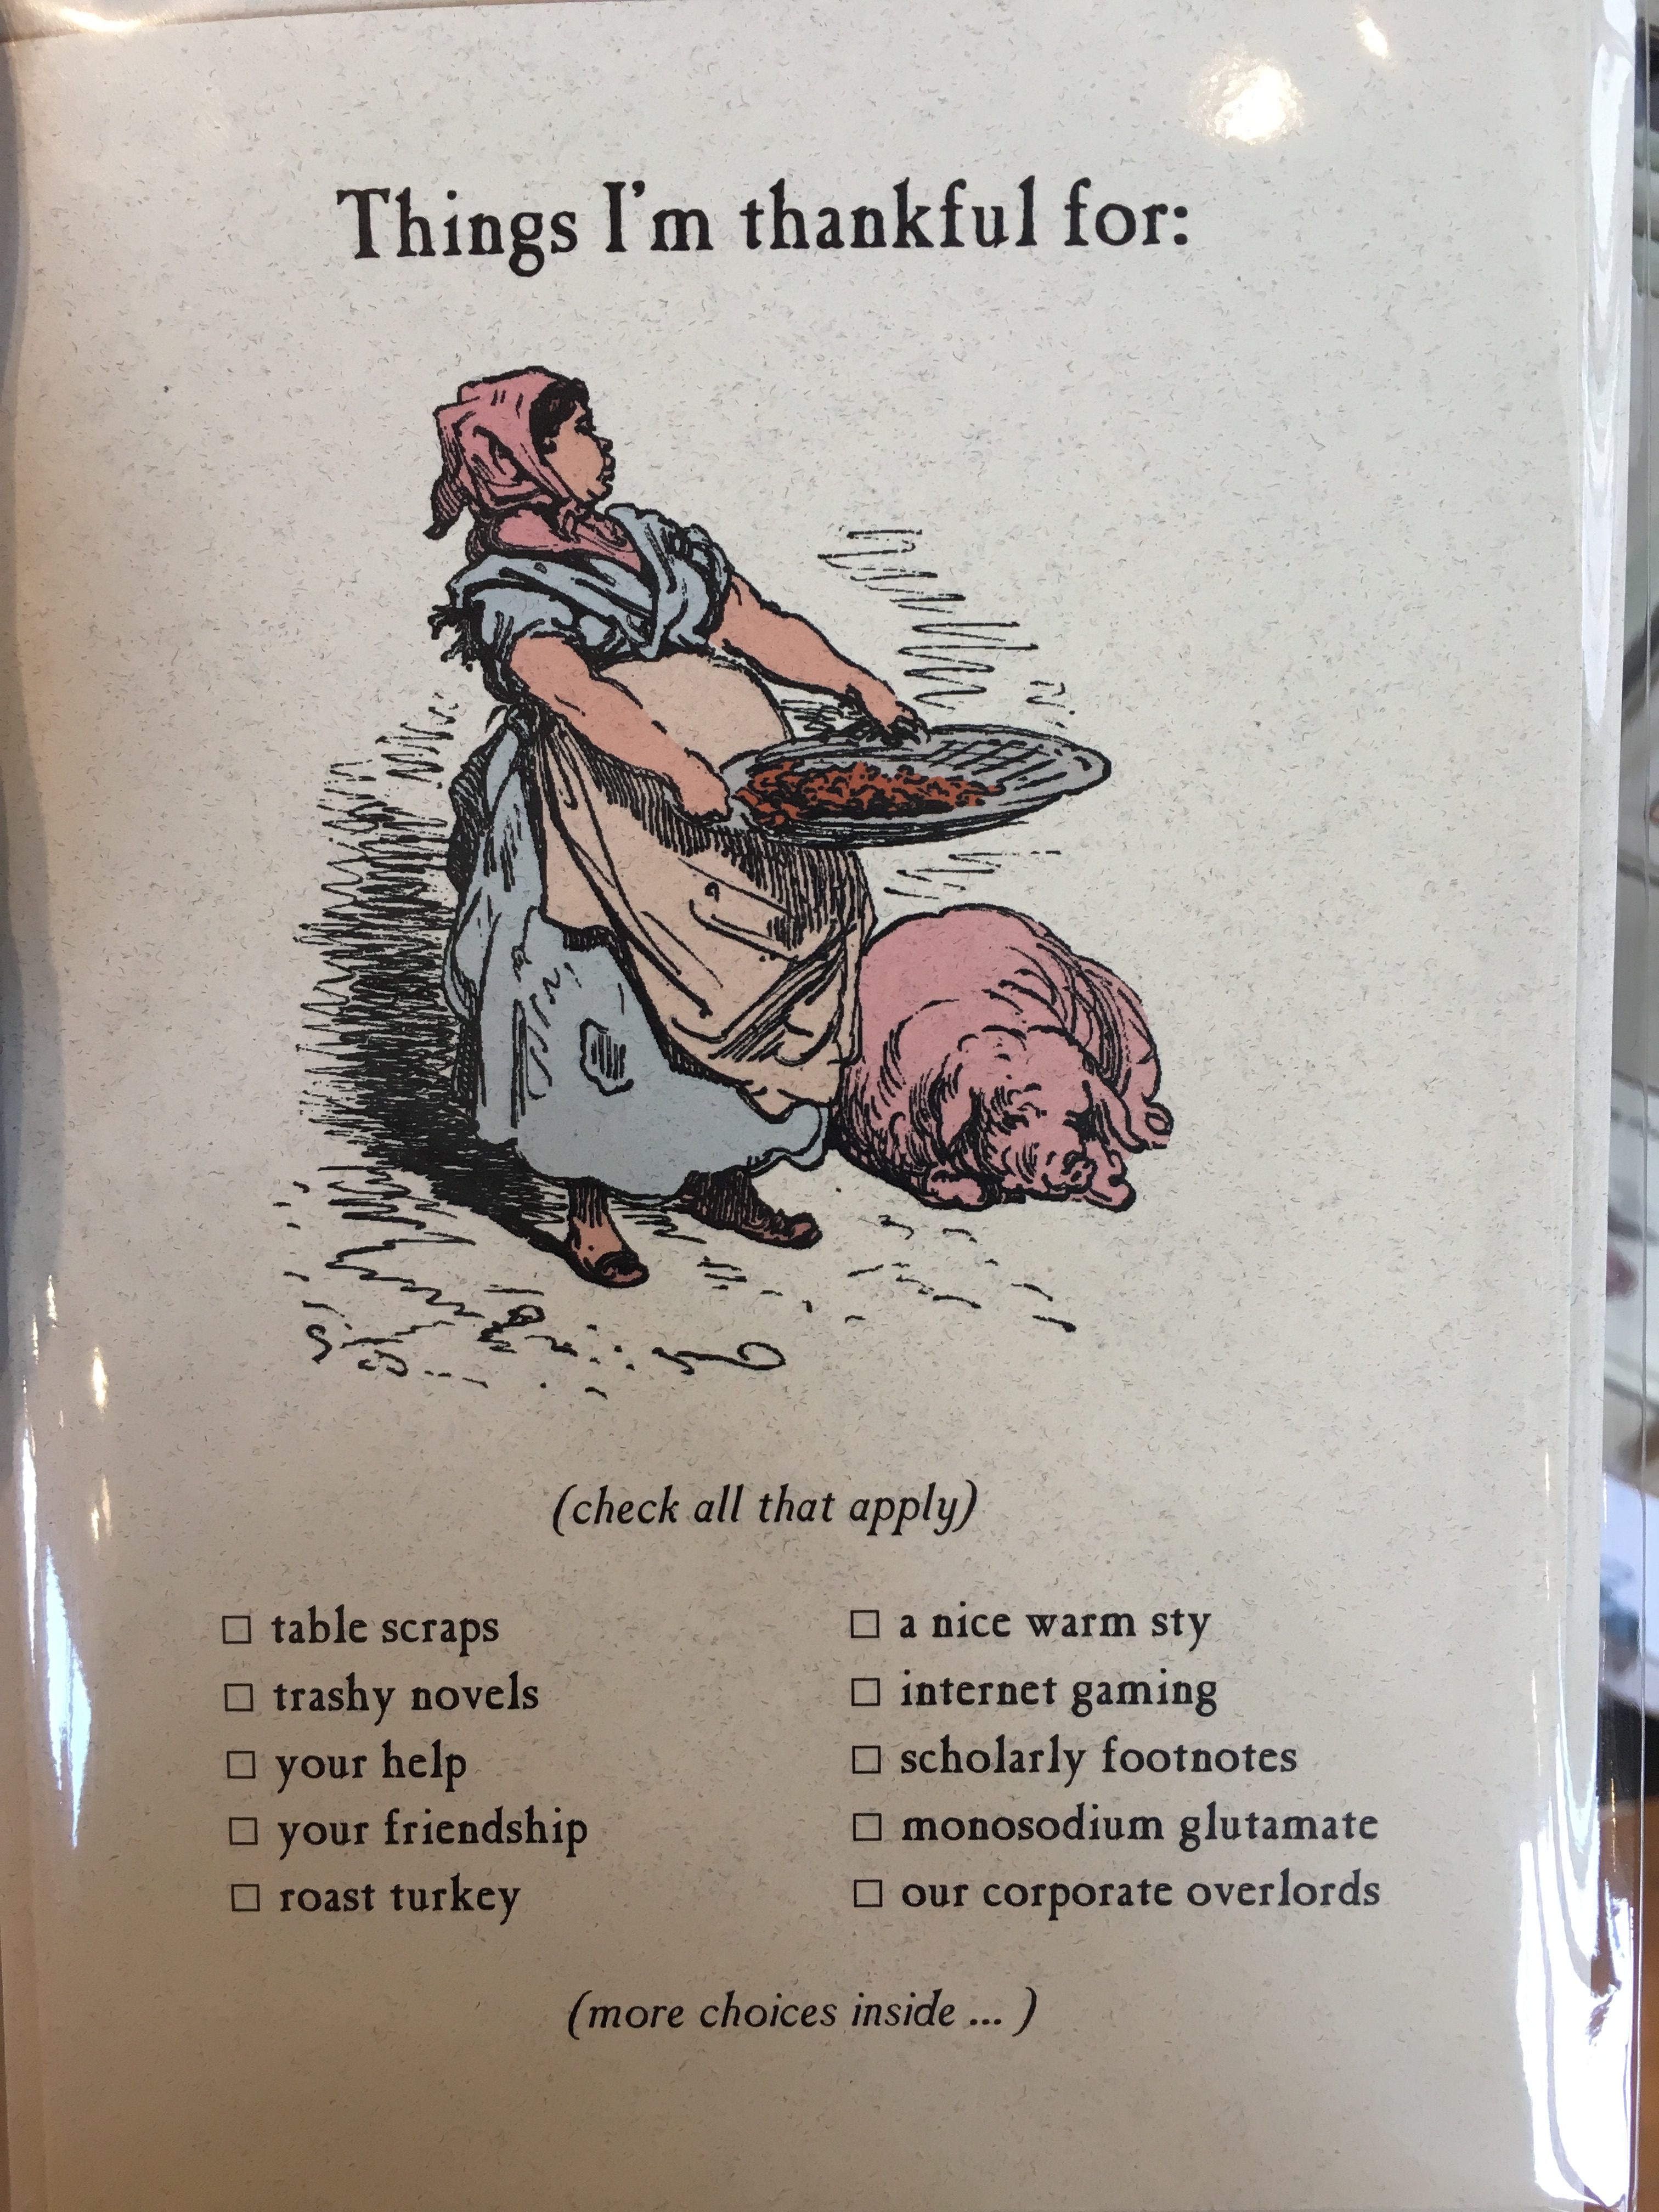 Things I'm thankful for:
(check all that apply)
☐ table scraps
☐ trashy novels
☐ your help
☐ your friendship
☐ roast turkey
☐ a nice warm sty
☐ internet gaming
☐ scholarly footnotes
☐ monosodium glutamate
☐ our corporate overlords
(more choices inside ... )